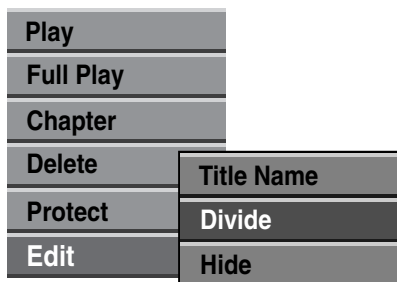 Play
Full Play
Chapter
Delete
Protect
Edit
Title Name
Divide
Hide